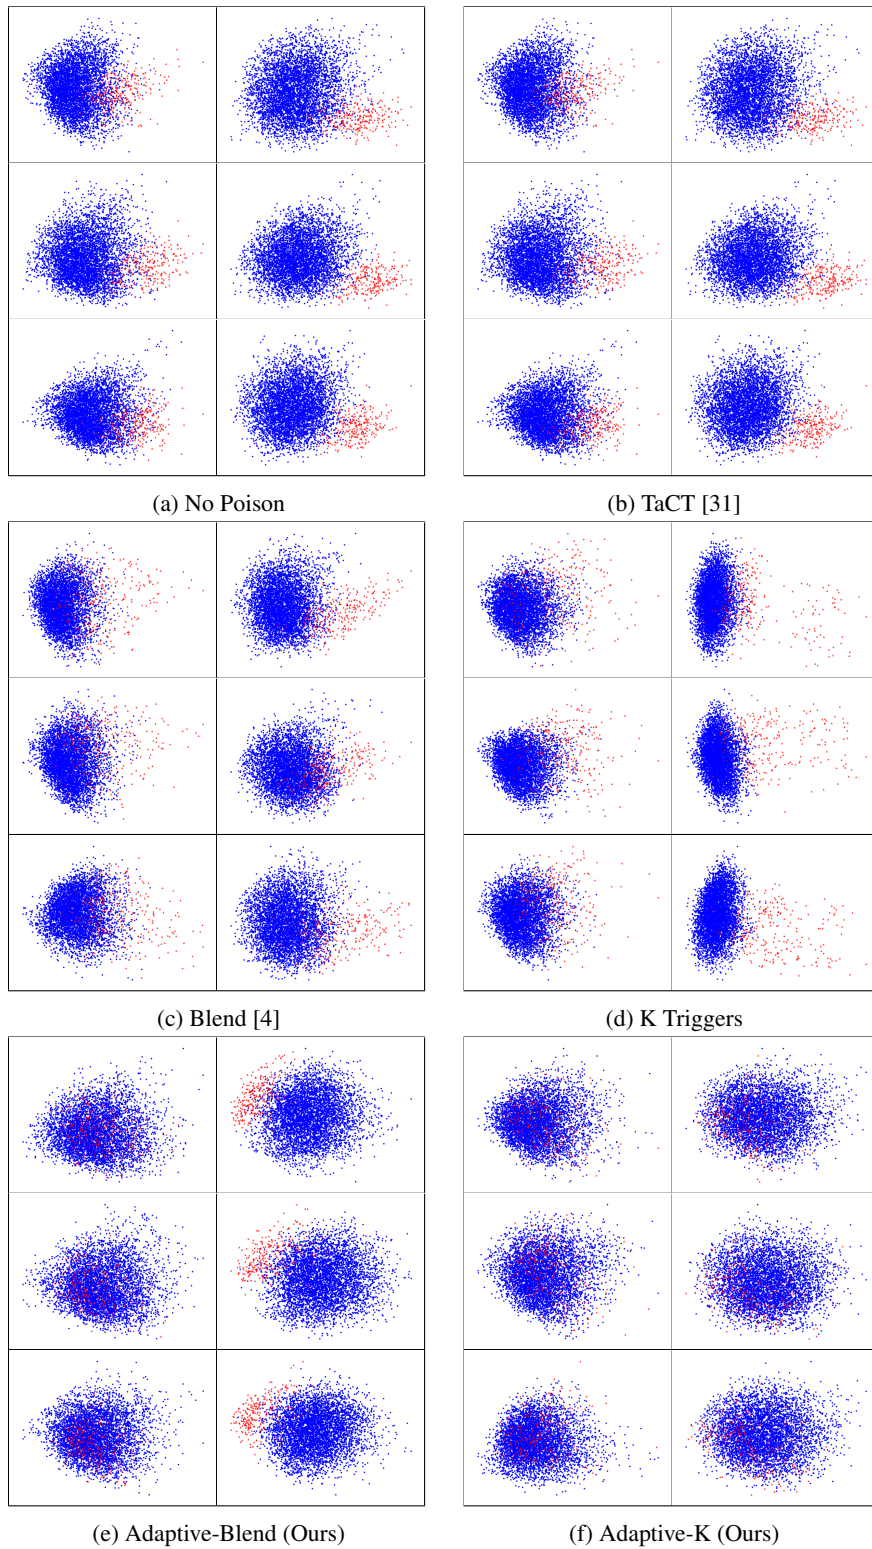 (a) No Poison
(b) TaCT [31]
(c) Blend [4]
(d) K Triggers
(e) Adaptive-Blend (Ours)
(f) Adaptive-K (Ours)